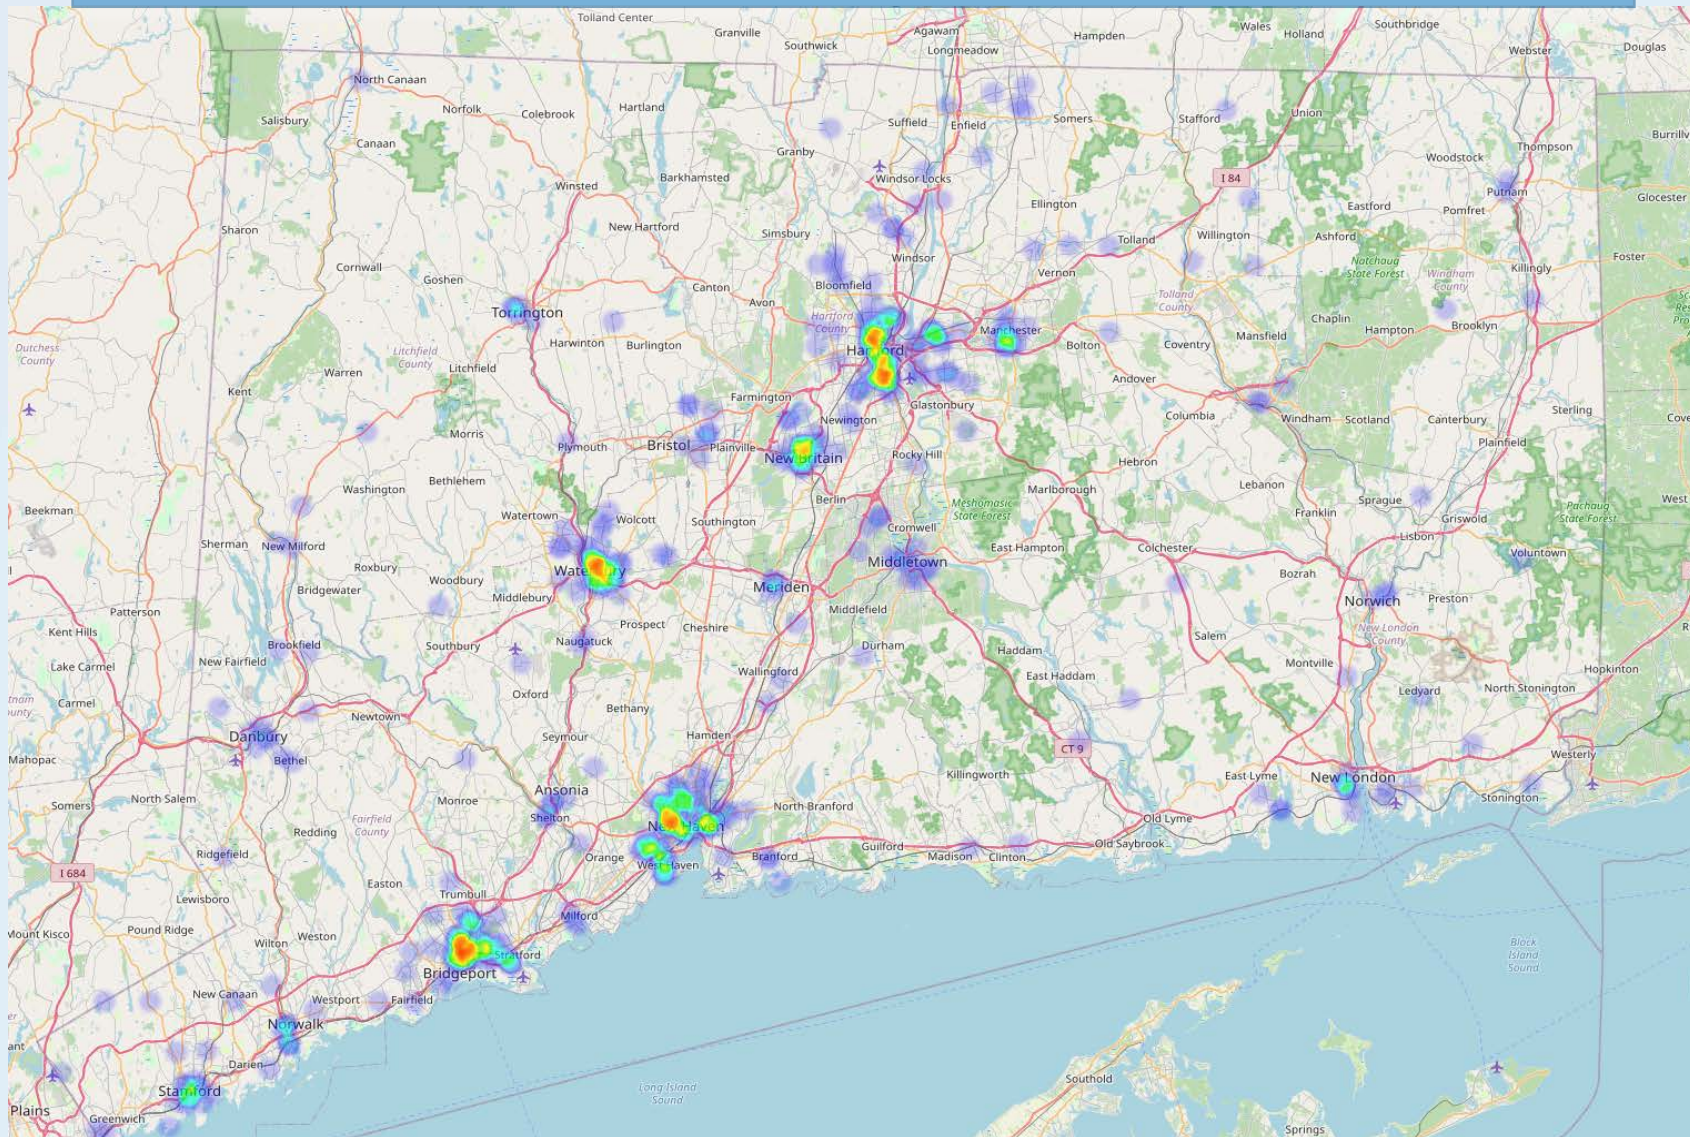 Tolland Center
Granville
Southwick
Agawam
Longmeadow
Hampden
Wales
Holland
Southbridge
Webster
Douglas
North Canaan
Salisbury
Canaan
Norfolk
Colebrook
Hartland
Suffield
Enfield
Somers
Stafford
Union
Granby
Woodstock
Thompson
Winsted
Barkhamsted
Windsor Locks
I 84
Putnam
Sharon
New Hartford
Simsbury
Ellington
Eastford
Pomfret
Glocester
Tolland
Willington
Ashford
Cornwall
Goshen
Canton
Avon
Bloomfield
Windsor
Vernon
Natchaug
State Forest
Windham
County
Killingly
Foster
Torrington
Hartford
County
Manchester
Tolland
County
Chaplin
Hampton
Brooklyn
Dutchess
County
Litchfield
County
Harwinton
Burlington
Hartford
Bolton
Coventry
Mansfield
Kent
Warren
Litchfield
Farmington
Newington
Glastonbury
Andover
Columbia
Windham
Scotland
Canterbury
Sterling
Morris
Plymouth
Bristol
Plainville
New Britain
Rocky Hill
Hebron
Plainfield
Washington
Bethlehem
Berlin
Marlborough
Lebanon
Sprague
West
Beekman
Watertown
Wolcott
Southington
Cromwell
Meshomasic
State Forest
Franklin
Griswold
Pachaug
State Forest
Sherman
New Milford
Roxbury
Woodbury
Waterbury
Middletown
East Hampton
Colchester
Lisbon
Voluntown
Bridgewater
Middlebury
Meriden
Middlefield
Bozrah
Norwich
Preston
Patterson
Kent Hills
Brookfield
Southbury
Naugatuck
Prospect
Cheshire
Durham
Haddam
Salem
New London
County
Lake Carmel
New Fairfield
Oxford
Wallingford
East Haddam
Montville
Ledyard
North Stonington
Hopkinton
Carmel
Newtown
Bethany
Danbury
Seymour
Hamden
CT 9
Mahopac
Bethel
Killingworth
East Lyme
New London
Westerly
Somers
North Salem
Monroe
Ansonia
Shelton
North Branford
Stonington
Fairfield
County
Redding
New Haven
Old Lyme
Ridgefield
Orange
West Haven
Branford
Guilford
Madison
Clinton
Old Saybrook
I 684
Easton
Trumbull
Lewisboro
Milford
Mount Kisco
Pound Ridge
Wilton
Weston
Stratford
Bridgeport
Block
Island
Sound
New Canaan
Westport
Fairfield
Norwalk
Darien
Stamford
Long Island
Sound
Southold
Plains
Greenwich
Springs